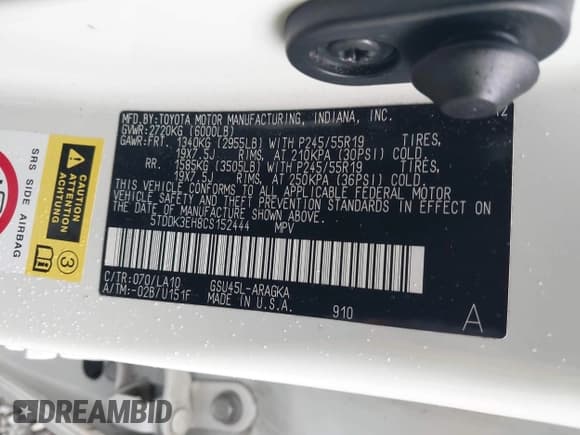 12
MFD.BY:TOYOTA MOTOR MANUFACTURING, INDIANA, INC.
GVWR:2720KG (6000LB)
GAWR:FRT. 1340KG (2955LB) WITH P245/55R19 TIRES,
19X7.5J RIMS, AT 210KPA (30PSI) COLD.
RR. 1585KG (3505LB) WITH P245/55R19 TIRES,
19X7.5J RIMS, AT 250KPA (36PSI) COLD.
THIS VEHICLE CONFORMS TO ALL APPLICABLE FEDERAL MOTOR
VEHICLE SAFETY AND THEFT PREVENTION STANDARDS IN EFFECT ON
THE DATE OF MANUFACTURE SHOWN ABOVE.
5TDDK3EH8CS152444 MPV
C/TR:070/LA10 GSU45L-ARAGKA
A/TM:-02B/U151F MADE IN U.S.A.
910
A
SRS SIDE AIRBAG
CAUTION
ATTENTION
ACHTUNG
3
DREAMBID